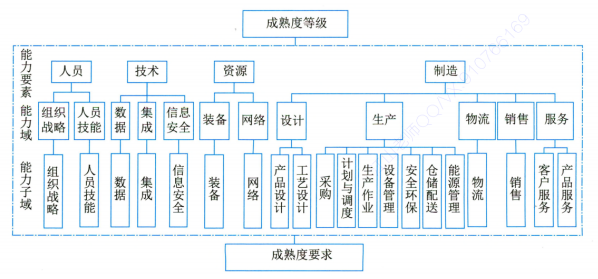 成熟度等级
能力要素
人员
技术
资源
制造
能力域
组织战略
人员技能
数据
集成
信息安全
装备
网络
设计
生产
物流
销售
服务
能力子域
组织战略
人员技能
数据
集成
信息安全
装备
网络
产品设计
工艺设计
采购
计划与调度
生产作业
设备管理
安全环保
仓储配送
能源管理
物流
销售
客户服务
产品服务
成熟度要求